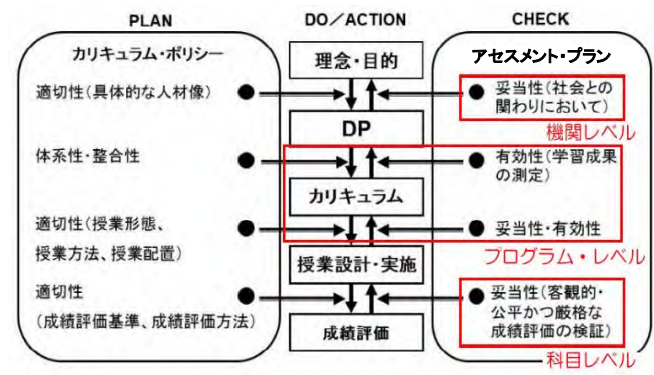 PLAN
DO／ACTION
CHECK
カリキュラム・ポリシー
適切性（具体的な人材像）
体系性・整合性
適切性（授業形態、
授業方法、授業配置）
適切性
（成績評価基準、成績評価方法）
理念・目的
DP
カリキュラム
授業設計・実施
成績評価
アセスメント・プラン
妥当性（社会との
関わりにおいて）
機関レベル
有効性（学習成果
の測定）
妥当性・有効性
プログラム・レベル
妥当性（客観的・
公平かつ厳格な
成績評価の検証）
科目レベル